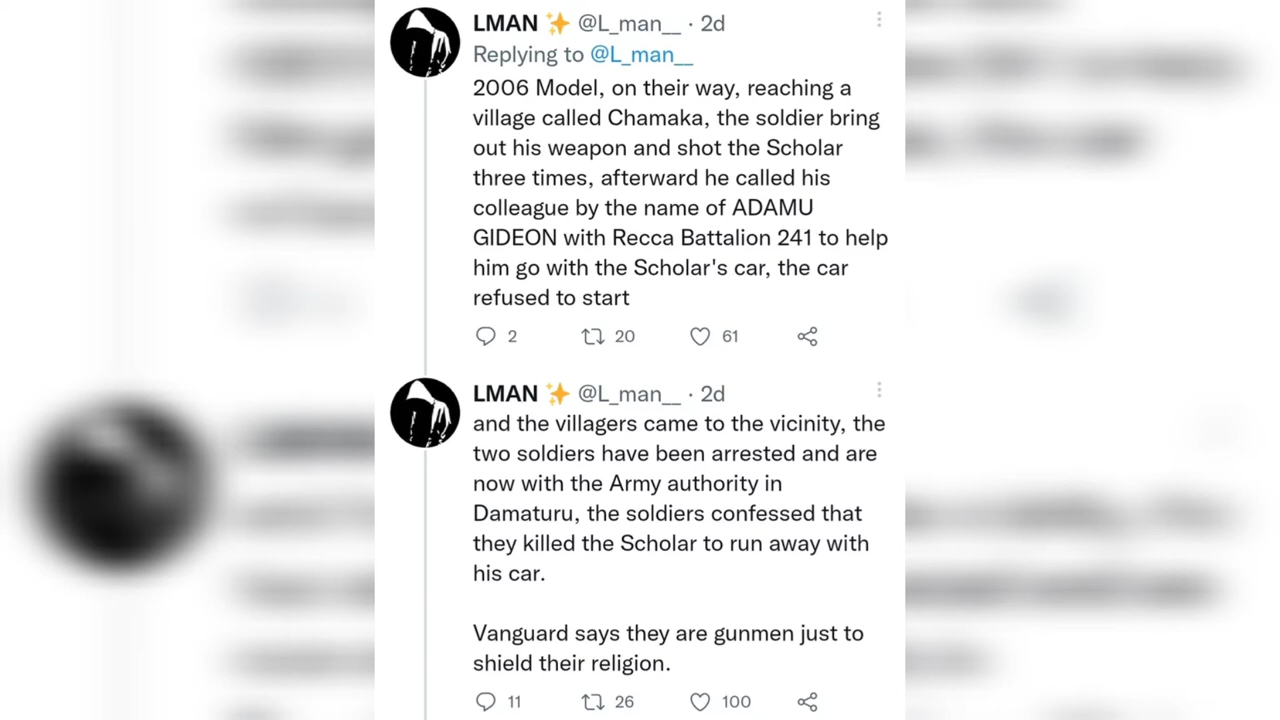 LMAN ✨ @L_man__ · 2d
Replying to @L_man__
2006 Model, on their way, reaching a
village called Chamaka, the soldier bring
out his weapon and shot the Scholar
three times, afterward he called his
colleague by the name of ADAMU
GIDEON with Recca Battalion 241 to help
him go with the Scholar's car, the car
refused to start
2 20 61
LMAN ✨ @L_man__ · 2d
and the villagers came to the vicinity, the
two soldiers have been arrested and are
now with the Army authority in
Damaturu, the soldiers confessed that
they killed the Scholar to run away with
his car.
Vanguard says they are gunmen just to
shield their religion.
11 26 100